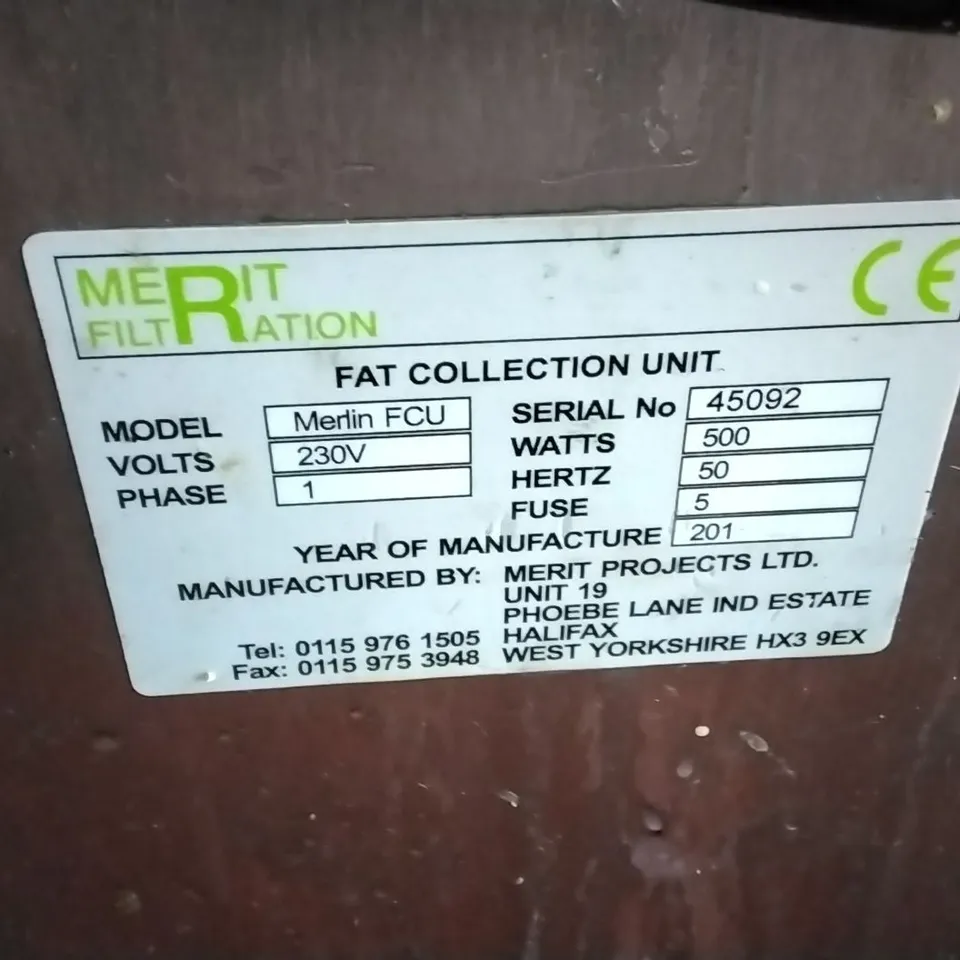 MERIT
FILTRATION
CE
FAT COLLECTION UNIT
MODEL Merlin FCU SERIAL No 45092
VOLTS 230V WATTS 500
PHASE 1 HERTZ 50
FUSE 5
YEAR OF MANUFACTURE 201
MANUFACTURED BY: MERIT PROJECTS LTD.
UNIT 19
PHOEBE LANE IND ESTATE
Tel: 0115 976 1505 HALIFAX
Fax: 0115 975 3948 WEST YORKSHIRE HX3 9EX